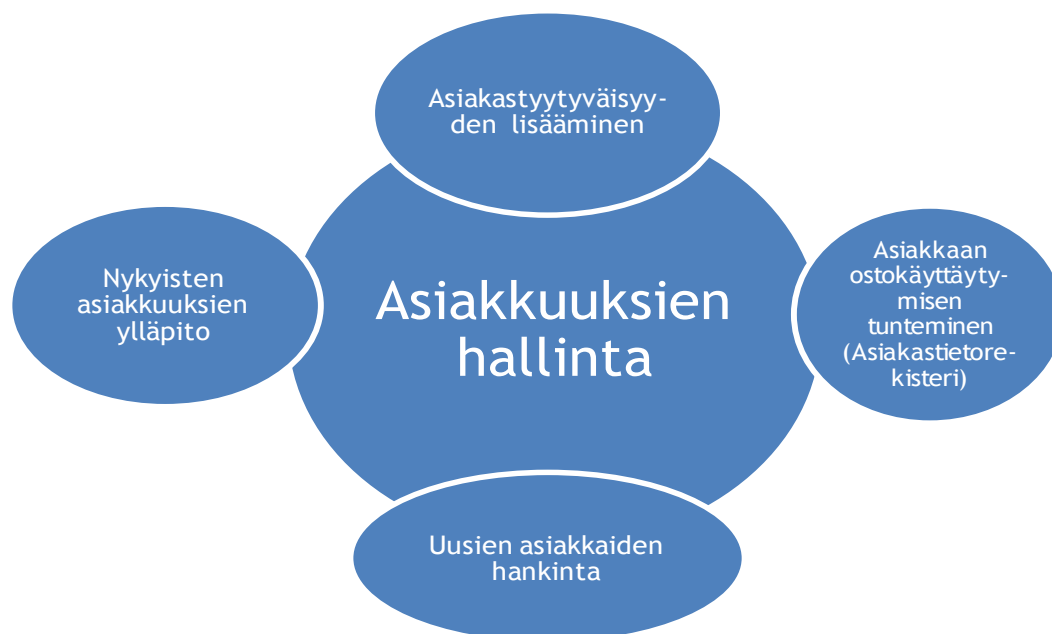 Asiakastyytyväisyy-
den lisääminen
Nykyisten
asiakkuuksien
ylläpito
Asiakkuuksien
hallinta
Asiakkaan
ostokäyttäyty-
misen
tunteminen
(Asiakastietore-
kisteri)
Uusien asiakkaiden
hankinta